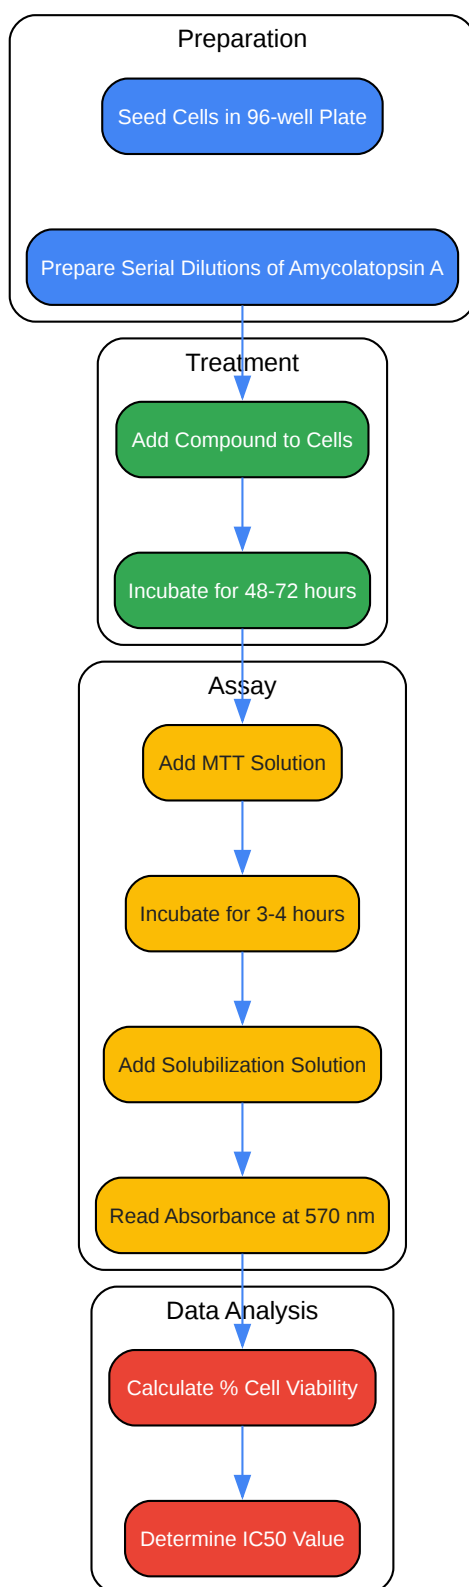 Preparation
Seed Cells in 96-well Plate
Prepare Serial Dilutions of Amycolatopsin A
Treatment
Add Compound to Cells
Incubate for 48-72 hours
Assay
Add MTT Solution
Incubate for 3-4 hours
Add Solubilization Solution
Read Absorbance at 570 nm
Data Analysis
Calculate % Cell Viability
Determine IC50 Value